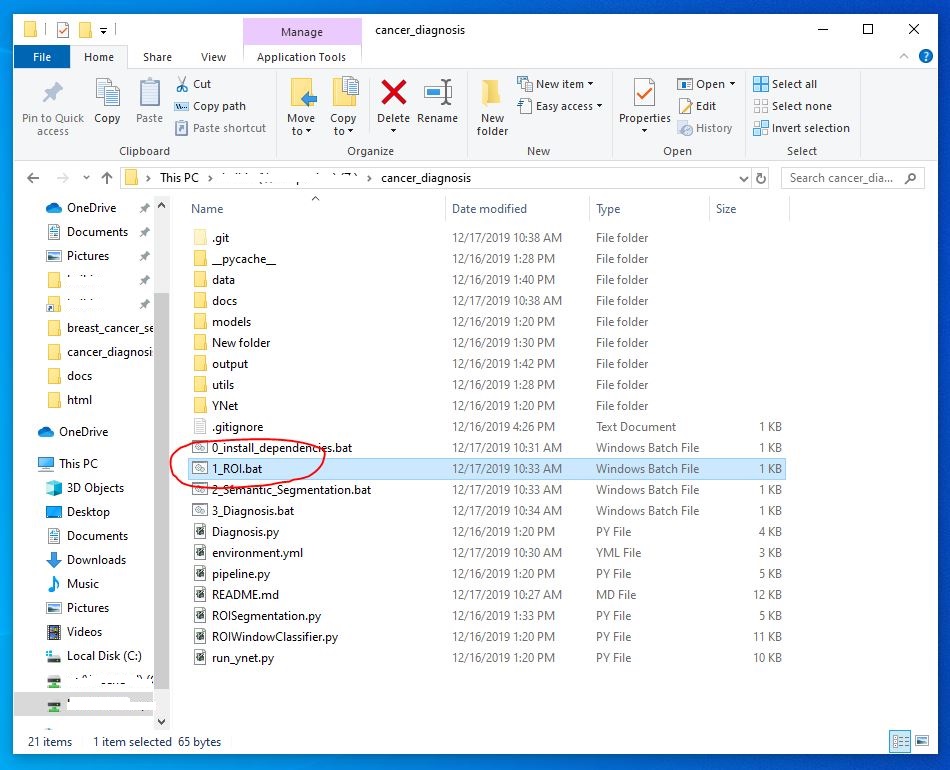 Manage
cancer_diagnosis
File
Home
Share
View
Application Tools
Pin to Quick access
Copy
Paste
Cut
Copy path
Paste shortcut
Clipboard
Move to
Copy to
Delete
Rename
Organize
New folder
New item
Easy access
New
Properties
Open
Edit
History
Open
Select all
Select none
Invert selection
Select
This PC
cancer_diagnosis
Search cancer_dia...
OneDrive
Documents
Pictures
breast_cancer_se
cancer_diagnosis
docs
html
OneDrive
This PC
3D Objects
Desktop
Documents
Downloads
Music
Pictures
Videos
Local Disk (C:)
Name Date modified Type Size
.git 12/17/2019 10:38 AM File folder
__pycache__ 12/16/2019 1:28 PM File folder
data 12/16/2019 1:40 PM File folder
docs 12/17/2019 10:38 AM File folder
models 12/16/2019 1:20 PM File folder
New folder 12/16/2019 1:30 PM File folder
output 12/16/2019 1:42 PM File folder
utils 12/16/2019 1:28 PM File folder
YNet 12/16/2019 1:20 PM File folder
.gitignore 12/16/2019 4:26 PM Text Document 1 KB
0_install_dependencies.bat 12/17/2019 10:31 AM Windows Batch File 1 KB
1_ROI.bat 12/17/2019 10:33 AM Windows Batch File 1 KB
2_Semantic_Segmentation.bat 12/17/2019 10:33 AM Windows Batch File 1 KB
3_Diagnosis.bat 12/17/2019 10:34 AM Windows Batch File 1 KB
Diagnosis.py 12/16/2019 1:20 PM PY File 4 KB
environment.yml 12/17/2019 10:30 AM YML File 3 KB
pipeline.py 12/16/2019 1:20 PM PY File 5 KB
README.md 12/17/2019 10:27 AM MD File 12 KB
ROISegmentation.py 12/16/2019 1:33 PM PY File 5 KB
ROIWindowClassifier.py 12/16/2019 1:20 PM PY File 11 KB
run_ynet.py 12/16/2019 1:20 PM PY File 10 KB
21 items 1 item selected 65 bytes